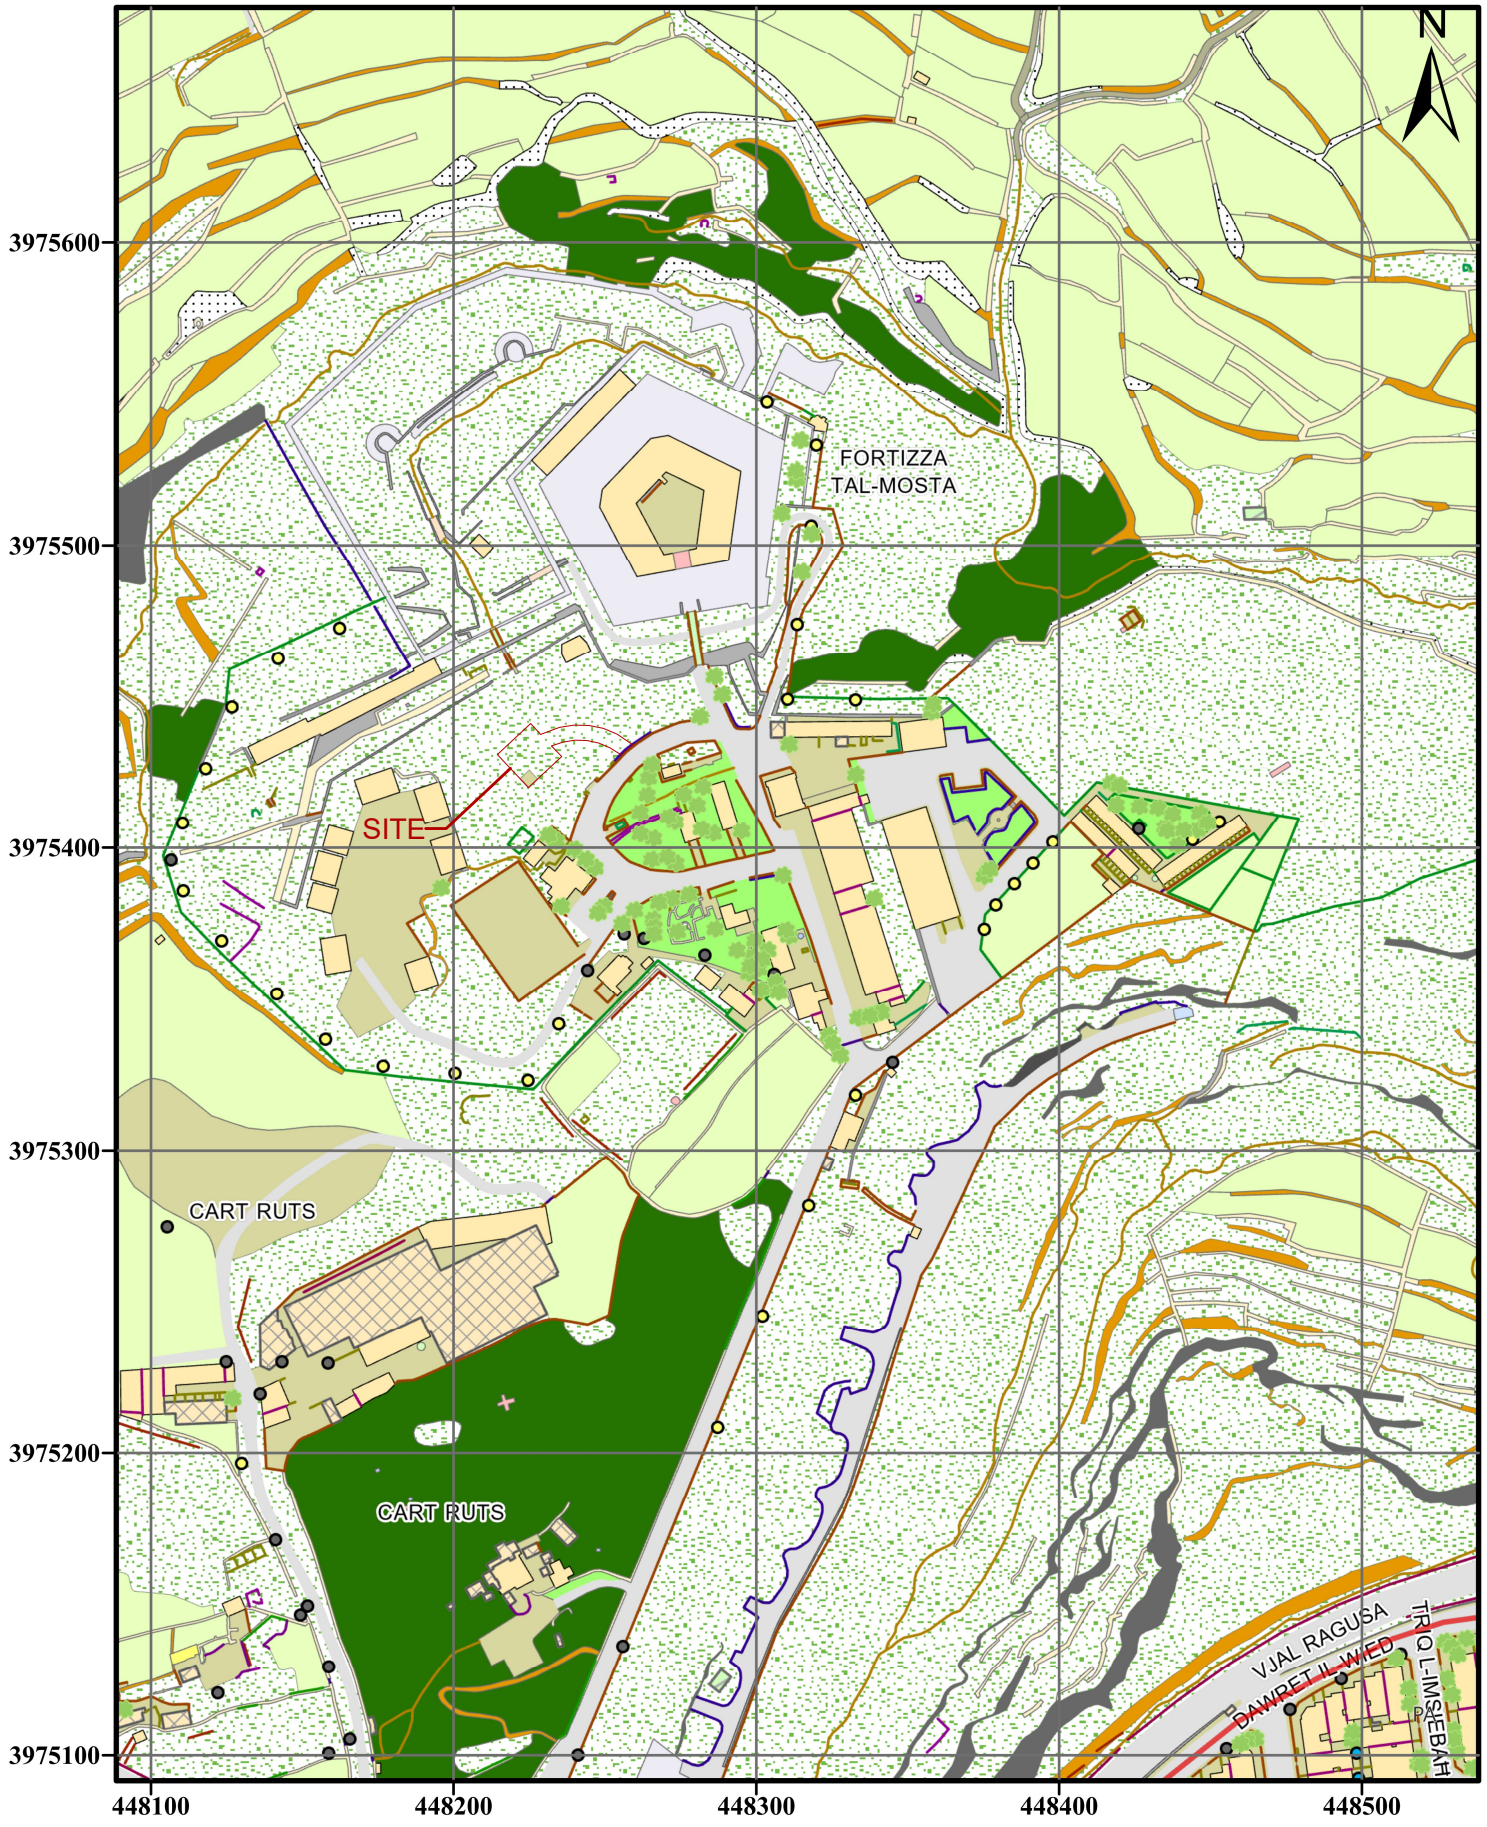 N
3975600
FORTIZZA
TAL-MOSTA
3975500
SITE
3975400
3975300
CART RUTS
3975200
CART RUTS
VJAL RAGUSA
DAWRET IL-WIED
TRIQ L-IMSIEBAĦ
3975100
448100 448200 448300 448400 448500